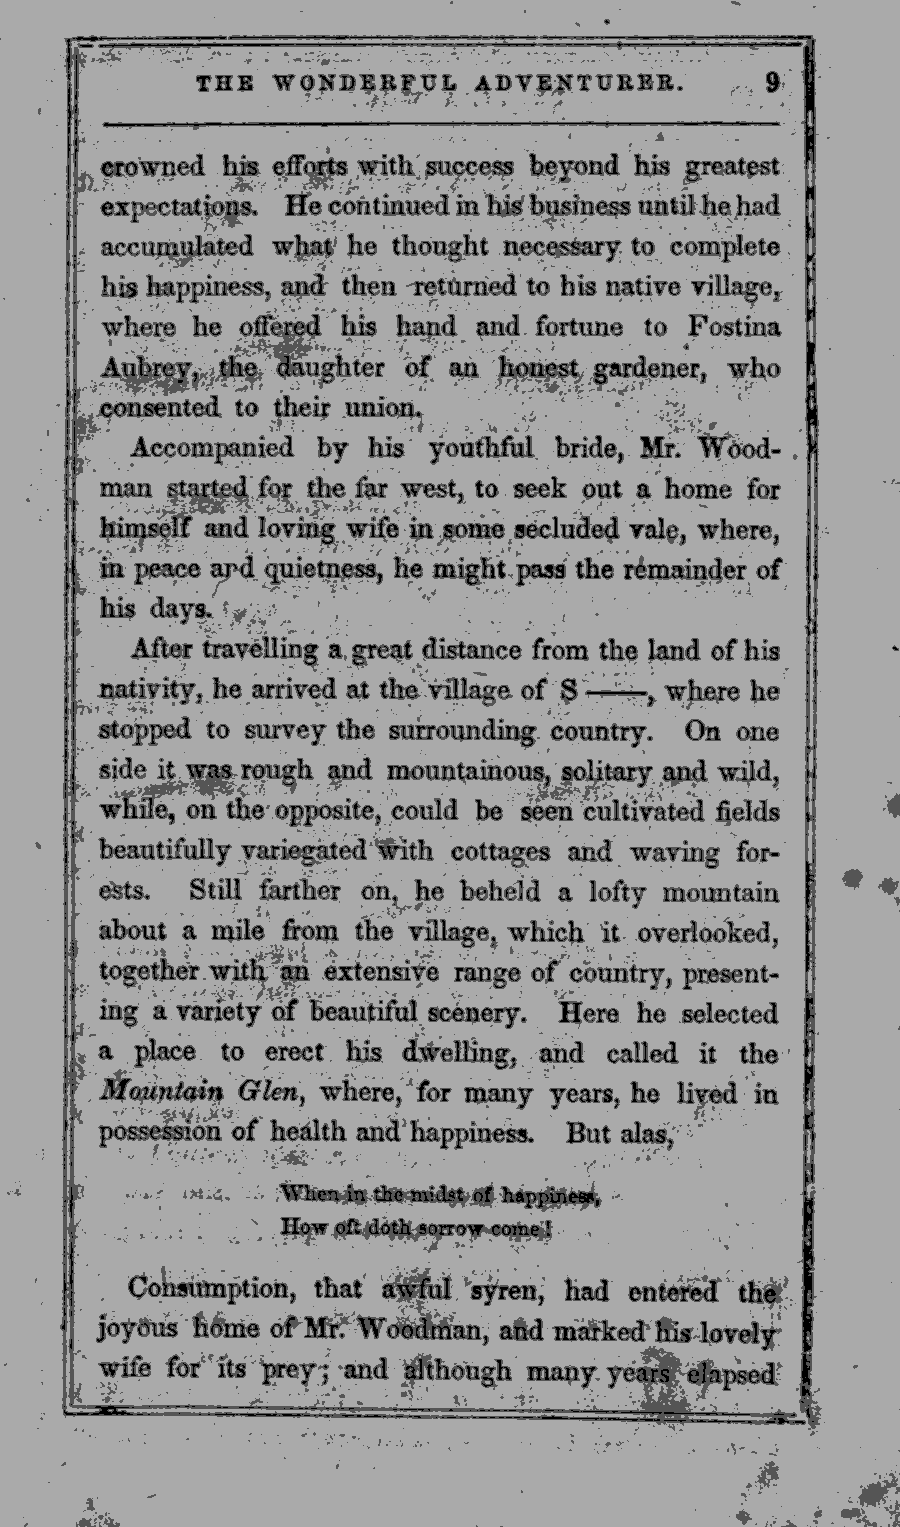 THE WONDERFUL ADVENTURER. 9
crowned his efforts with success beyond his greatest
expectations. He continued in his business until he had
accumulated what he thought necessary to complete
his happiness, and then returned to his native village,
where he offered his hand and fortune to Fostina
Aubrey, the daughter of an honest gardener, who
consented to their union.
Accompanied by his youthful bride, Mr. Wood-
man started for the far west, to seek out a home for
himself and loving wife in some secluded vale, where,
in peace and quietness, he might pass the remainder of
his days.
After travelling a great distance from the land of his
nativity, he arrived at the village of S ——, where he
stopped to survey the surrounding country. On one
side it was rough and mountainous, solitary and wild,
while, on the opposite, could be seen cultivated fields
beautifully variegated with cottages and waving for-
ests. Still farther on, he beheld a lofty mountain
about a mile from the village, which it overlooked,
together with an extensive range of country, present-
ing a variety of beautiful scenery. Here he selected
a place to erect his dwelling, and called it the
Mountain Glen, where, for many years, he lived in
possession of health and happiness. But alas,
When in the midst of happiness,
How oft doth sorrow come!
Consumption, that awful syren, had entered the
joyous home of Mr. Woodman, and marked his lovely
wife for its prey; and although many years elapsed